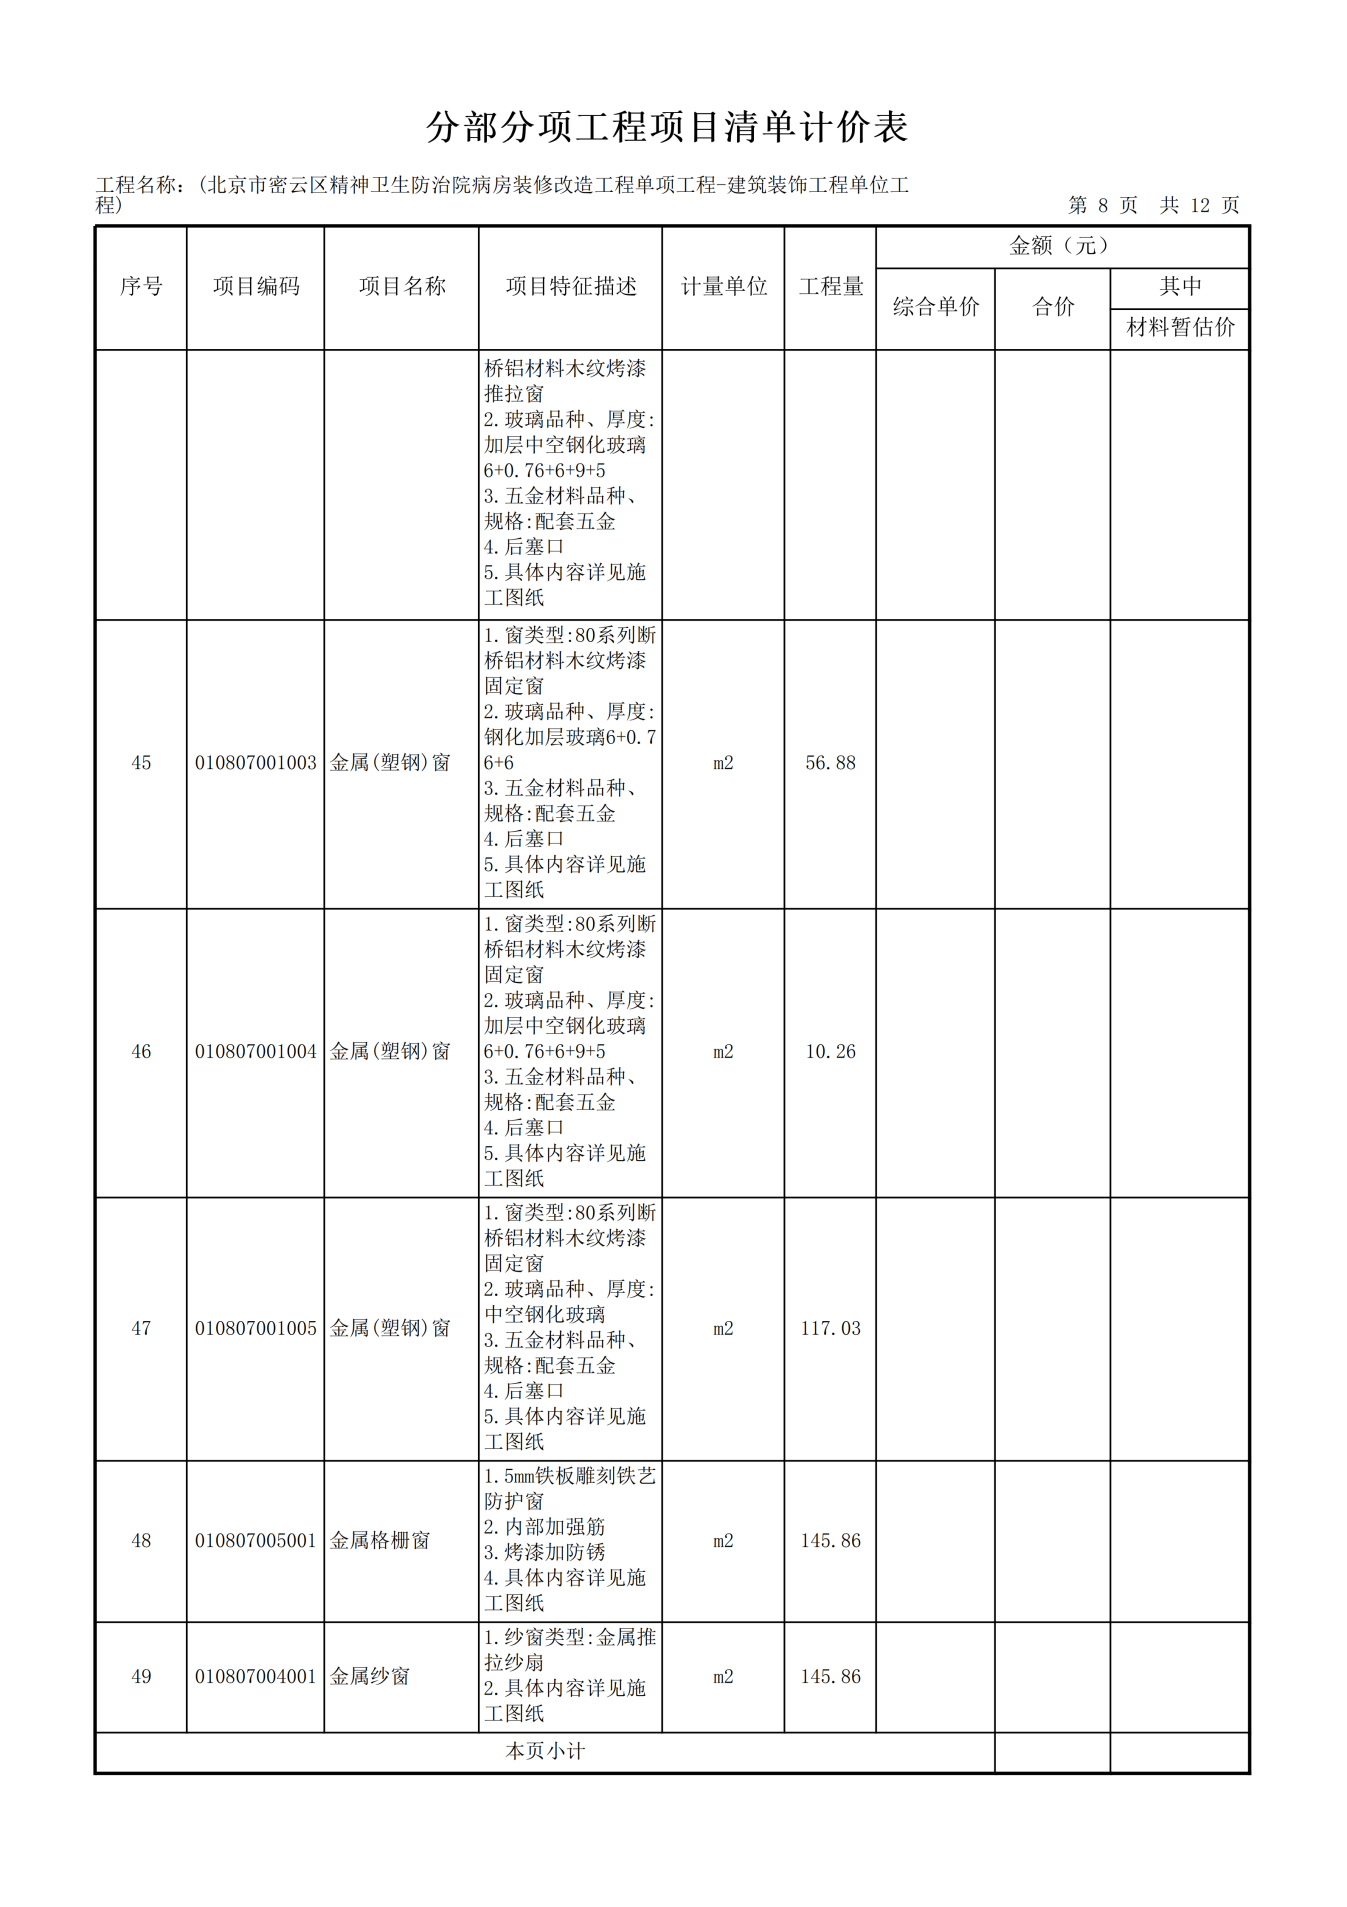 分部分项工程项目清单计价表
工程名称：(北京市密云区精神卫生防治院病房装修改造工程单项工程-建筑装饰工程单位工
程)
第 8 页 共 12 页
序号 项目编码 项目名称 项目特征描述 计量单位 工程量 金额（元）
综合单价 合价 其中
材料暂估价
桥铝材料木纹烤漆
推拉窗
2.玻璃品种、厚度:
加层中空钢化玻璃
6+0.76+6+9+5
3.五金材料品种、
规格:配套五金
4.后塞口
5.具体内容详见施
工图纸
45 010807001003 金属(塑钢)窗
1.窗类型:80系列断
桥铝材料木纹烤漆
固定窗
2.玻璃品种、厚度:
钢化加层玻璃6+0.7
6+6
3.五金材料品种、
规格:配套五金
4.后塞口
5.具体内容详见施
工图纸
m2 56.88
46 010807001004 金属(塑钢)窗
1.窗类型:80系列断
桥铝材料木纹烤漆
固定窗
2.玻璃品种、厚度:
加层中空钢化玻璃
6+0.76+6+9+5
3.五金材料品种、
规格:配套五金
4.后塞口
5.具体内容详见施
工图纸
m2 10.26
47 010807001005 金属(塑钢)窗
1.窗类型:80系列断
桥铝材料木纹烤漆
固定窗
2.玻璃品种、厚度:
中空钢化玻璃
3.五金材料品种、
规格:配套五金
4.后塞口
5.具体内容详见施
工图纸
m2 117.03
48 010807005001 金属格栅窗
1.5mm铁板雕刻铁艺
防护窗
2.内部加强筋
3.烤漆加防锈
4.具体内容详见施
工图纸
m2 145.86
49 010807004001 金属纱窗
1.纱窗类型:金属推
拉纱扇
2.具体内容详见施
工图纸
m2 145.86
本页小计